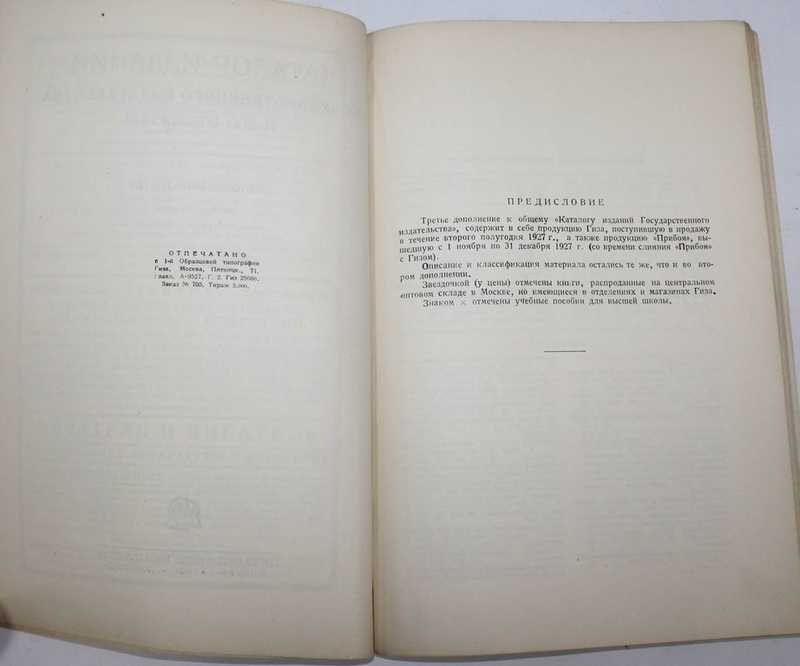 ОТПЕЧАТАНО
в 1-й Образцовой типографии
Гиза, Москва, Пятницк., 71.
Главл. А-9527. Г. 2. Гиз
Заказ № 705. Тираж 5.000.
ПРЕДИСЛОВИЕ
Третье дополнение к общему «Каталогу изданий Государственного
издательства», содержит в себе продукцию Гиза, поступившую в продажу
в течение второго полугодия 1927 г., а также продукцию «Прибоя», вы-
шедшую с 1 ноября по 31 декабря 1927 г. (со времени слияния «Прибоя»
с Гизом).
Описание и классификация материала остались те же, что и во вто-
ром дополнении.
Звездочкой (у цены) отмечены книги, распроданные на центральном
оптовом складе в Москве, но имеющиеся в отделениях и магазинах Гиза.
Знаком × отмечены учебные пособия для высшей школы.